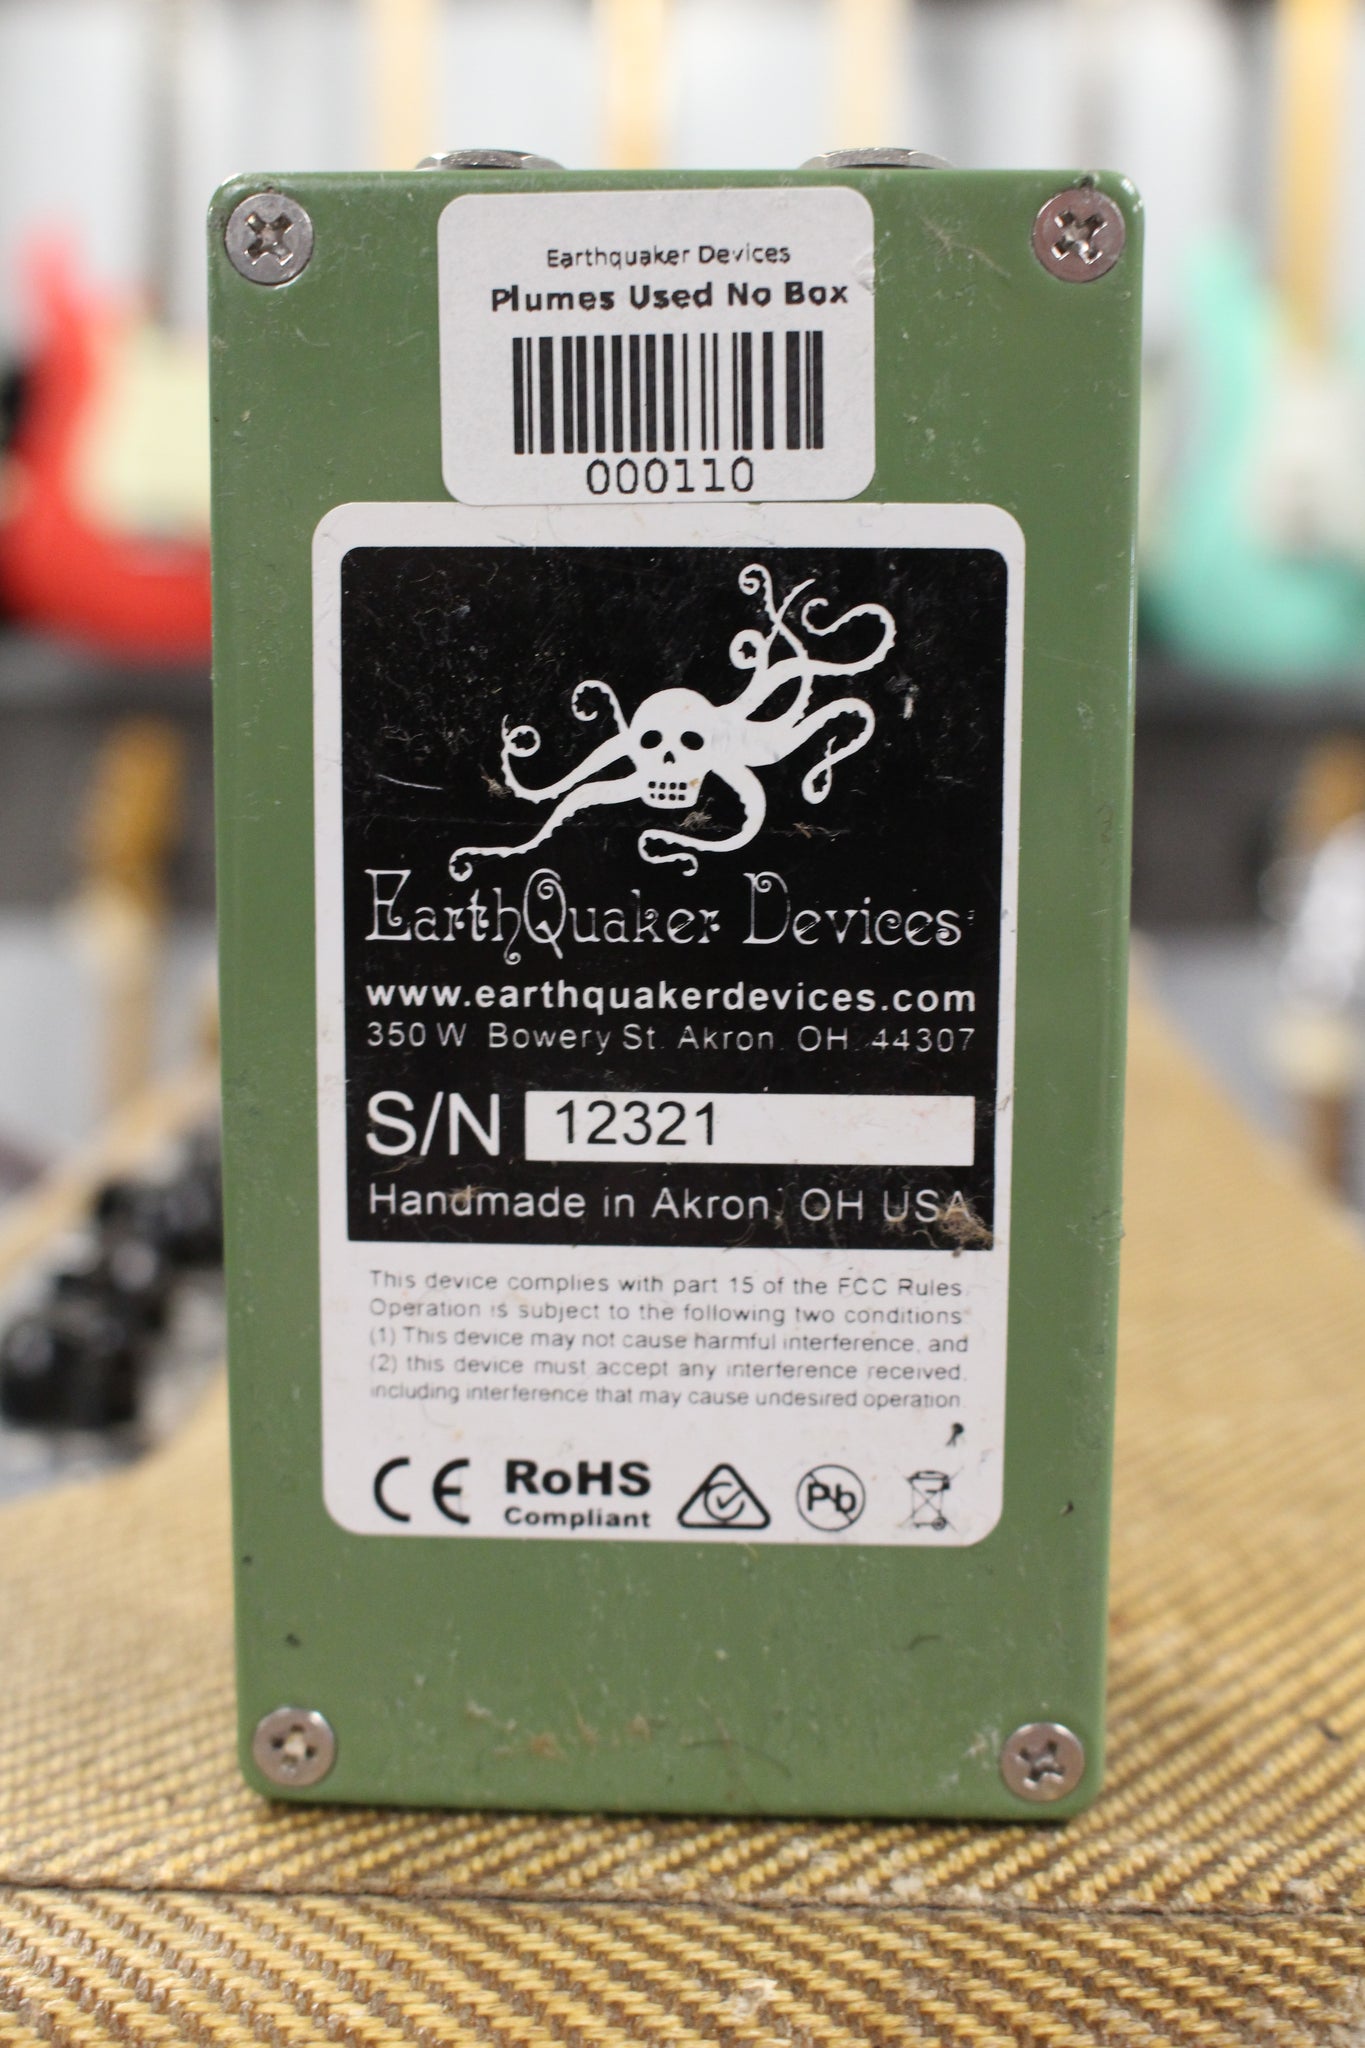 Earthquaker Devices
Plumes Used No Box
000110
EarthQuaker Devices
www.earthquakerdevices.com
350 W. Bowery St. Akron, OH. 44307
S/N 12321
Handmade in Akron, OH USA
This device complies with part 15 of the FCC Rules.
Operation is subject to the following two conditions:
(1) This device may not cause harmful interference, and
(2) this device must accept any interference received,
including interference that may cause undesired operation.
CE RoHS Pb
Compliant